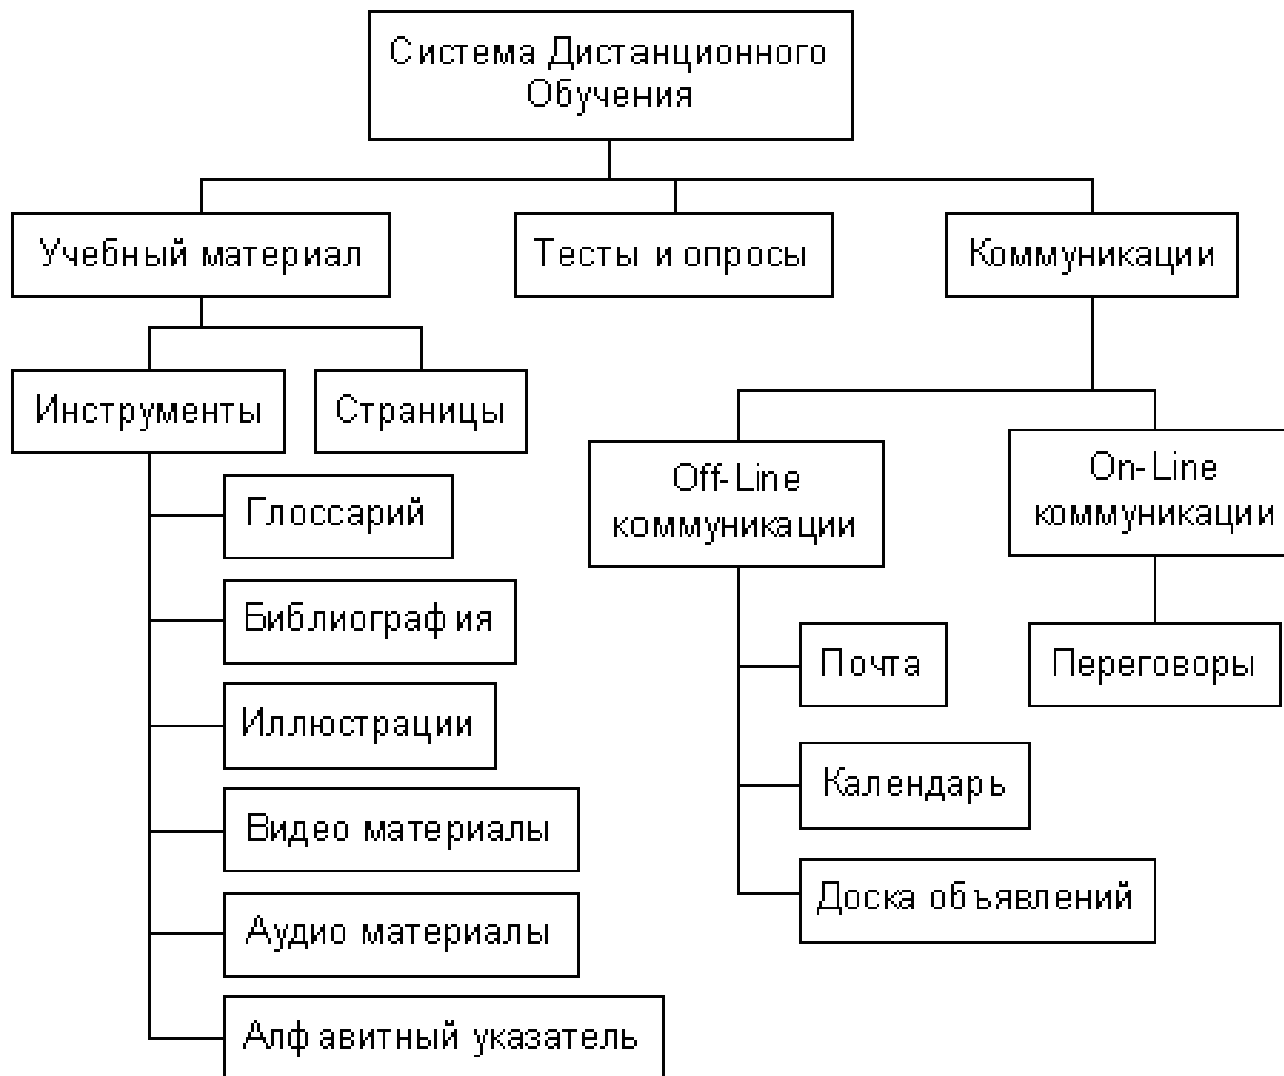 Система Дистанционного
Обучения
Учебный материал
Тесты и опросы
Коммуникации
Инструменты
Страницы
Off-Line
коммуникации
On-Line
коммуникации
Глоссарий
Библиография
Иллюстрации
Видео материалы
Аудио материалы
Алфавитный указатель
Почта
Переговоры
Календарь
Доска объявлений